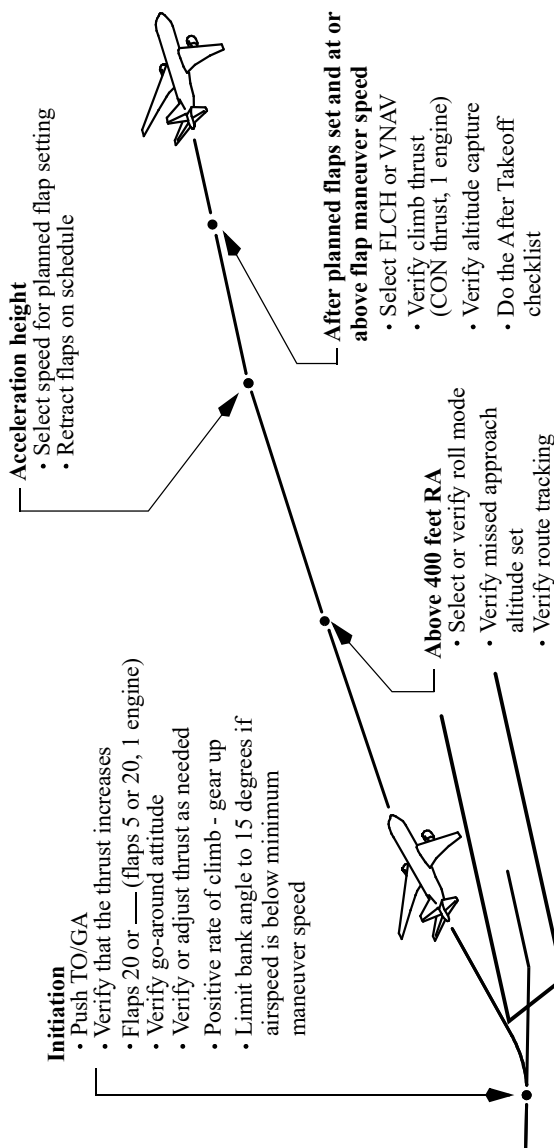 Initiation
• Push TO/GA
• Verify that the thrust increases
• Flaps 20 or — (flaps 5 or 20, 1 engine)
• Verify go-around attitude
• Verify or adjust thrust as needed
• Positive rate of climb - gear up
• Limit bank angle to 15 degrees if
airspeed is below minimum
maneuver speed
Above 400 feet RA
• Select or verify roll mode
• Verify missed approach
altitude set
• Verify route tracking
Acceleration height
• Select speed for planned flap setting
• Retract flaps on schedule
After planned flaps set and at or
above flap maneuver speed
• Select FLCH or VNAV
• Verify climb thrust
(CON thrust, 1 engine)
• Verify altitude capture
• Do the After Takeoff
checklist